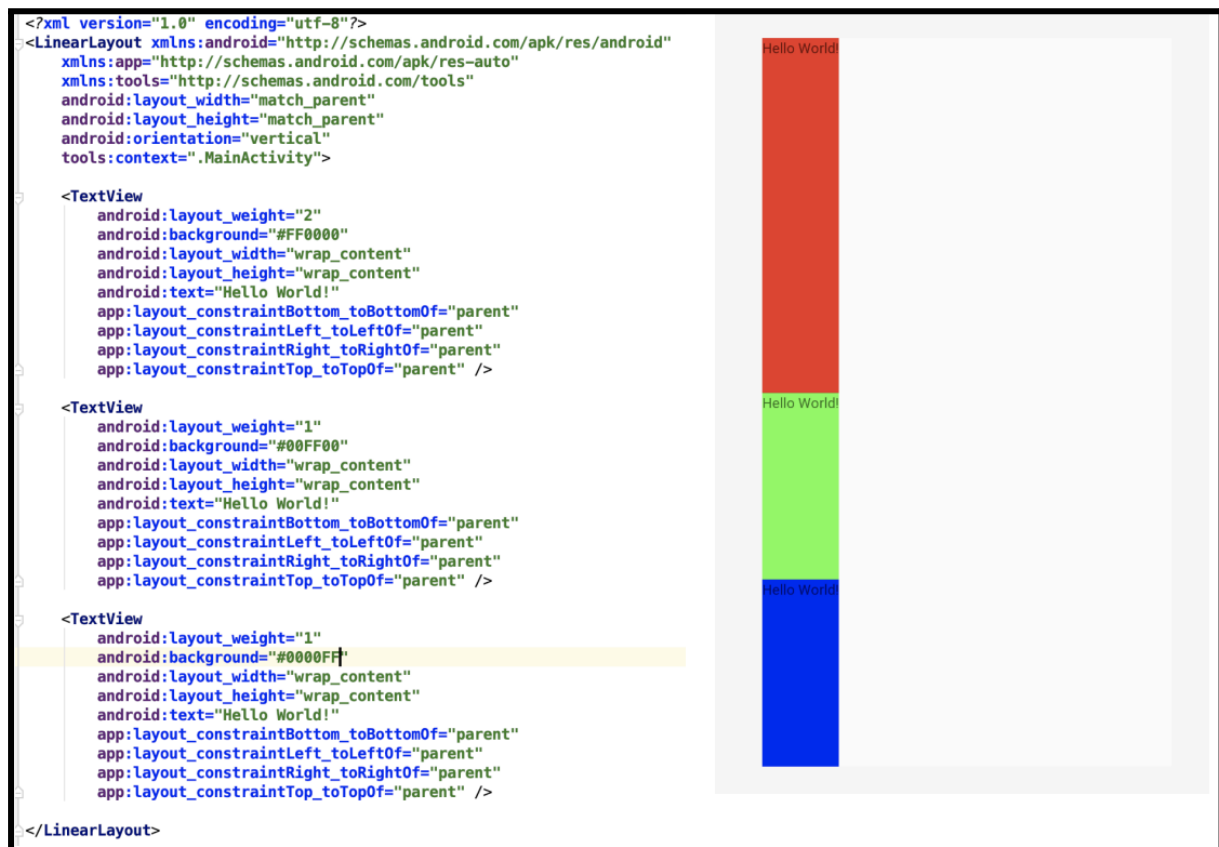 <?xml version="1.0" encoding="utf-8"?>
<LinearLayout xmlns:android="http://schemas.android.com/apk/res/android"
    xmlns:app="http://schemas.android.com/apk/res-auto"
    xmlns:tools="http://schemas.android.com/tools"
    android:layout_width="match_parent"
    android:layout_height="match_parent"
    android:orientation="vertical"
    tools:context=".MainActivity">
    <TextView
        android:layout_weight="2"
        android:background="#FF0000"
        android:layout_width="wrap_content"
        android:layout_height="wrap_content"
        android:text="Hello World!"
        app:layout_constraintBottom_toBottomOf="parent"
        app:layout_constraintLeft_toLeftOf="parent"
        app:layout_constraintRight_toRightOf="parent"
        app:layout_constraintTop_toTopOf="parent" />
    <TextView
        android:layout_weight="1"
        android:background="#00FF00"
        android:layout_width="wrap_content"
        android:layout_height="wrap_content"
        android:text="Hello World!"
        app:layout_constraintBottom_toBottomOf="parent"
        app:layout_constraintLeft_toLeftOf="parent"
        app:layout_constraintRight_toRightOf="parent"
        app:layout_constraintTop_toTopOf="parent" />
    <TextView
        android:layout_weight="1"
        android:background="#0000FF"
        android:layout_width="wrap_content"
        android:layout_height="wrap_content"
        android:text="Hello World!"
        app:layout_constraintBottom_toBottomOf="parent"
        app:layout_constraintLeft_toLeftOf="parent"
        app:layout_constraintRight_toRightOf="parent"
        app:layout_constraintTop_toTopOf="parent" />
</LinearLayout>
Hello World!
Hello World!
Hello World!